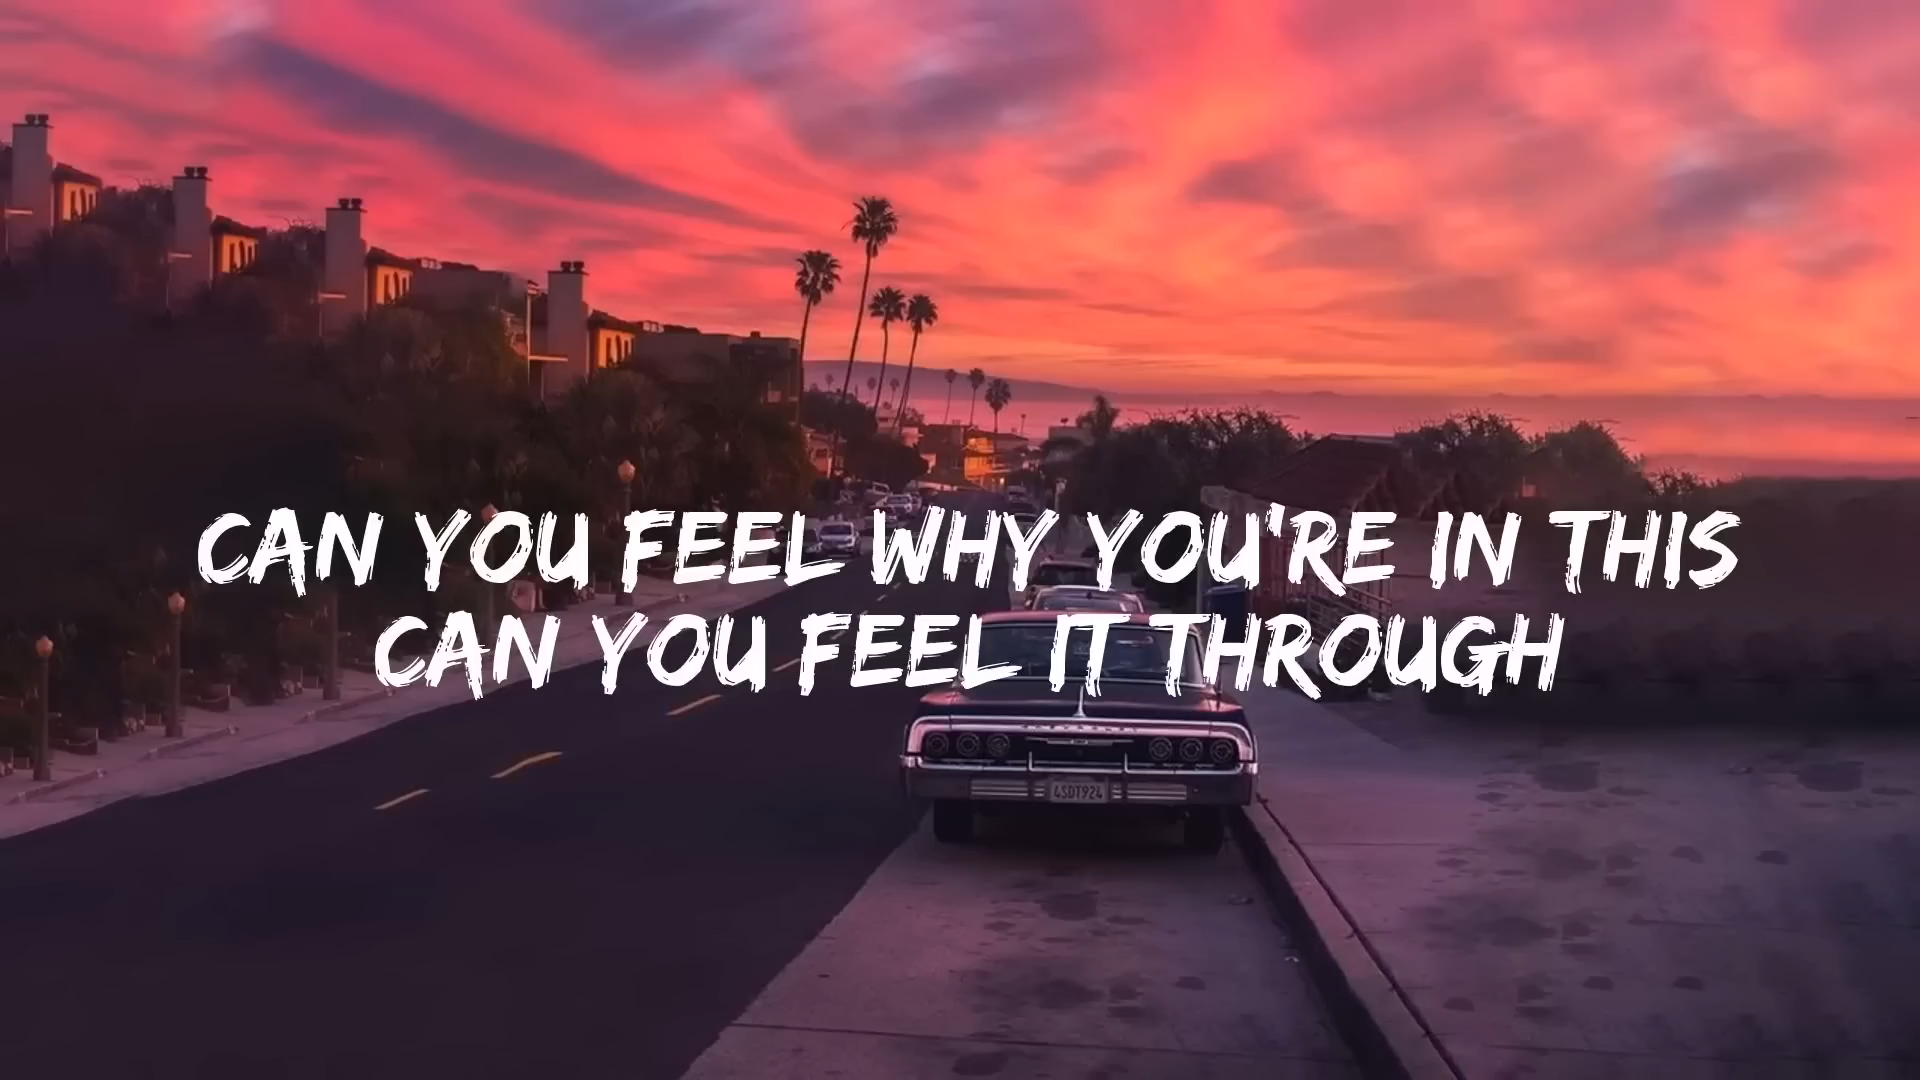 CAN YOU FEEL WHY YOU'RE IN THIS
CAN YOU FEEL IT THROUGH
4SDT924